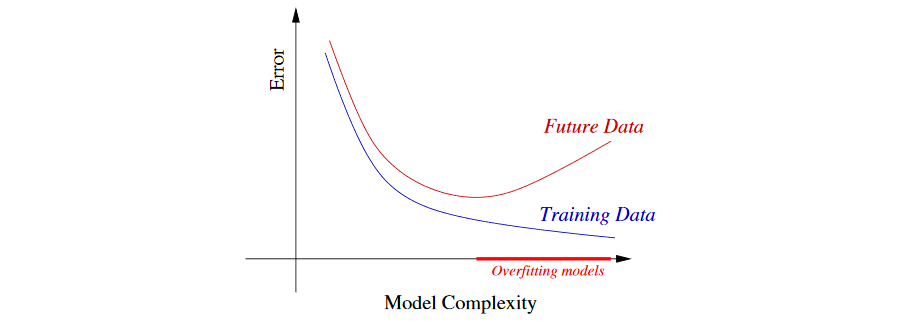 Error
Future Data
Training Data
Overfitting models
Model Complexity